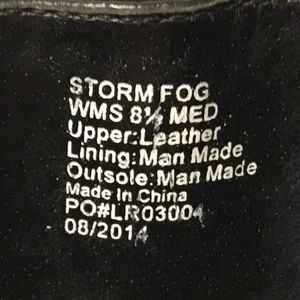 STORM FOG
WMS 8½ MED
Upper:Leather
Lining:Man Made
Outsole:Man Made
Made in China
PO#LR03004
08/2014